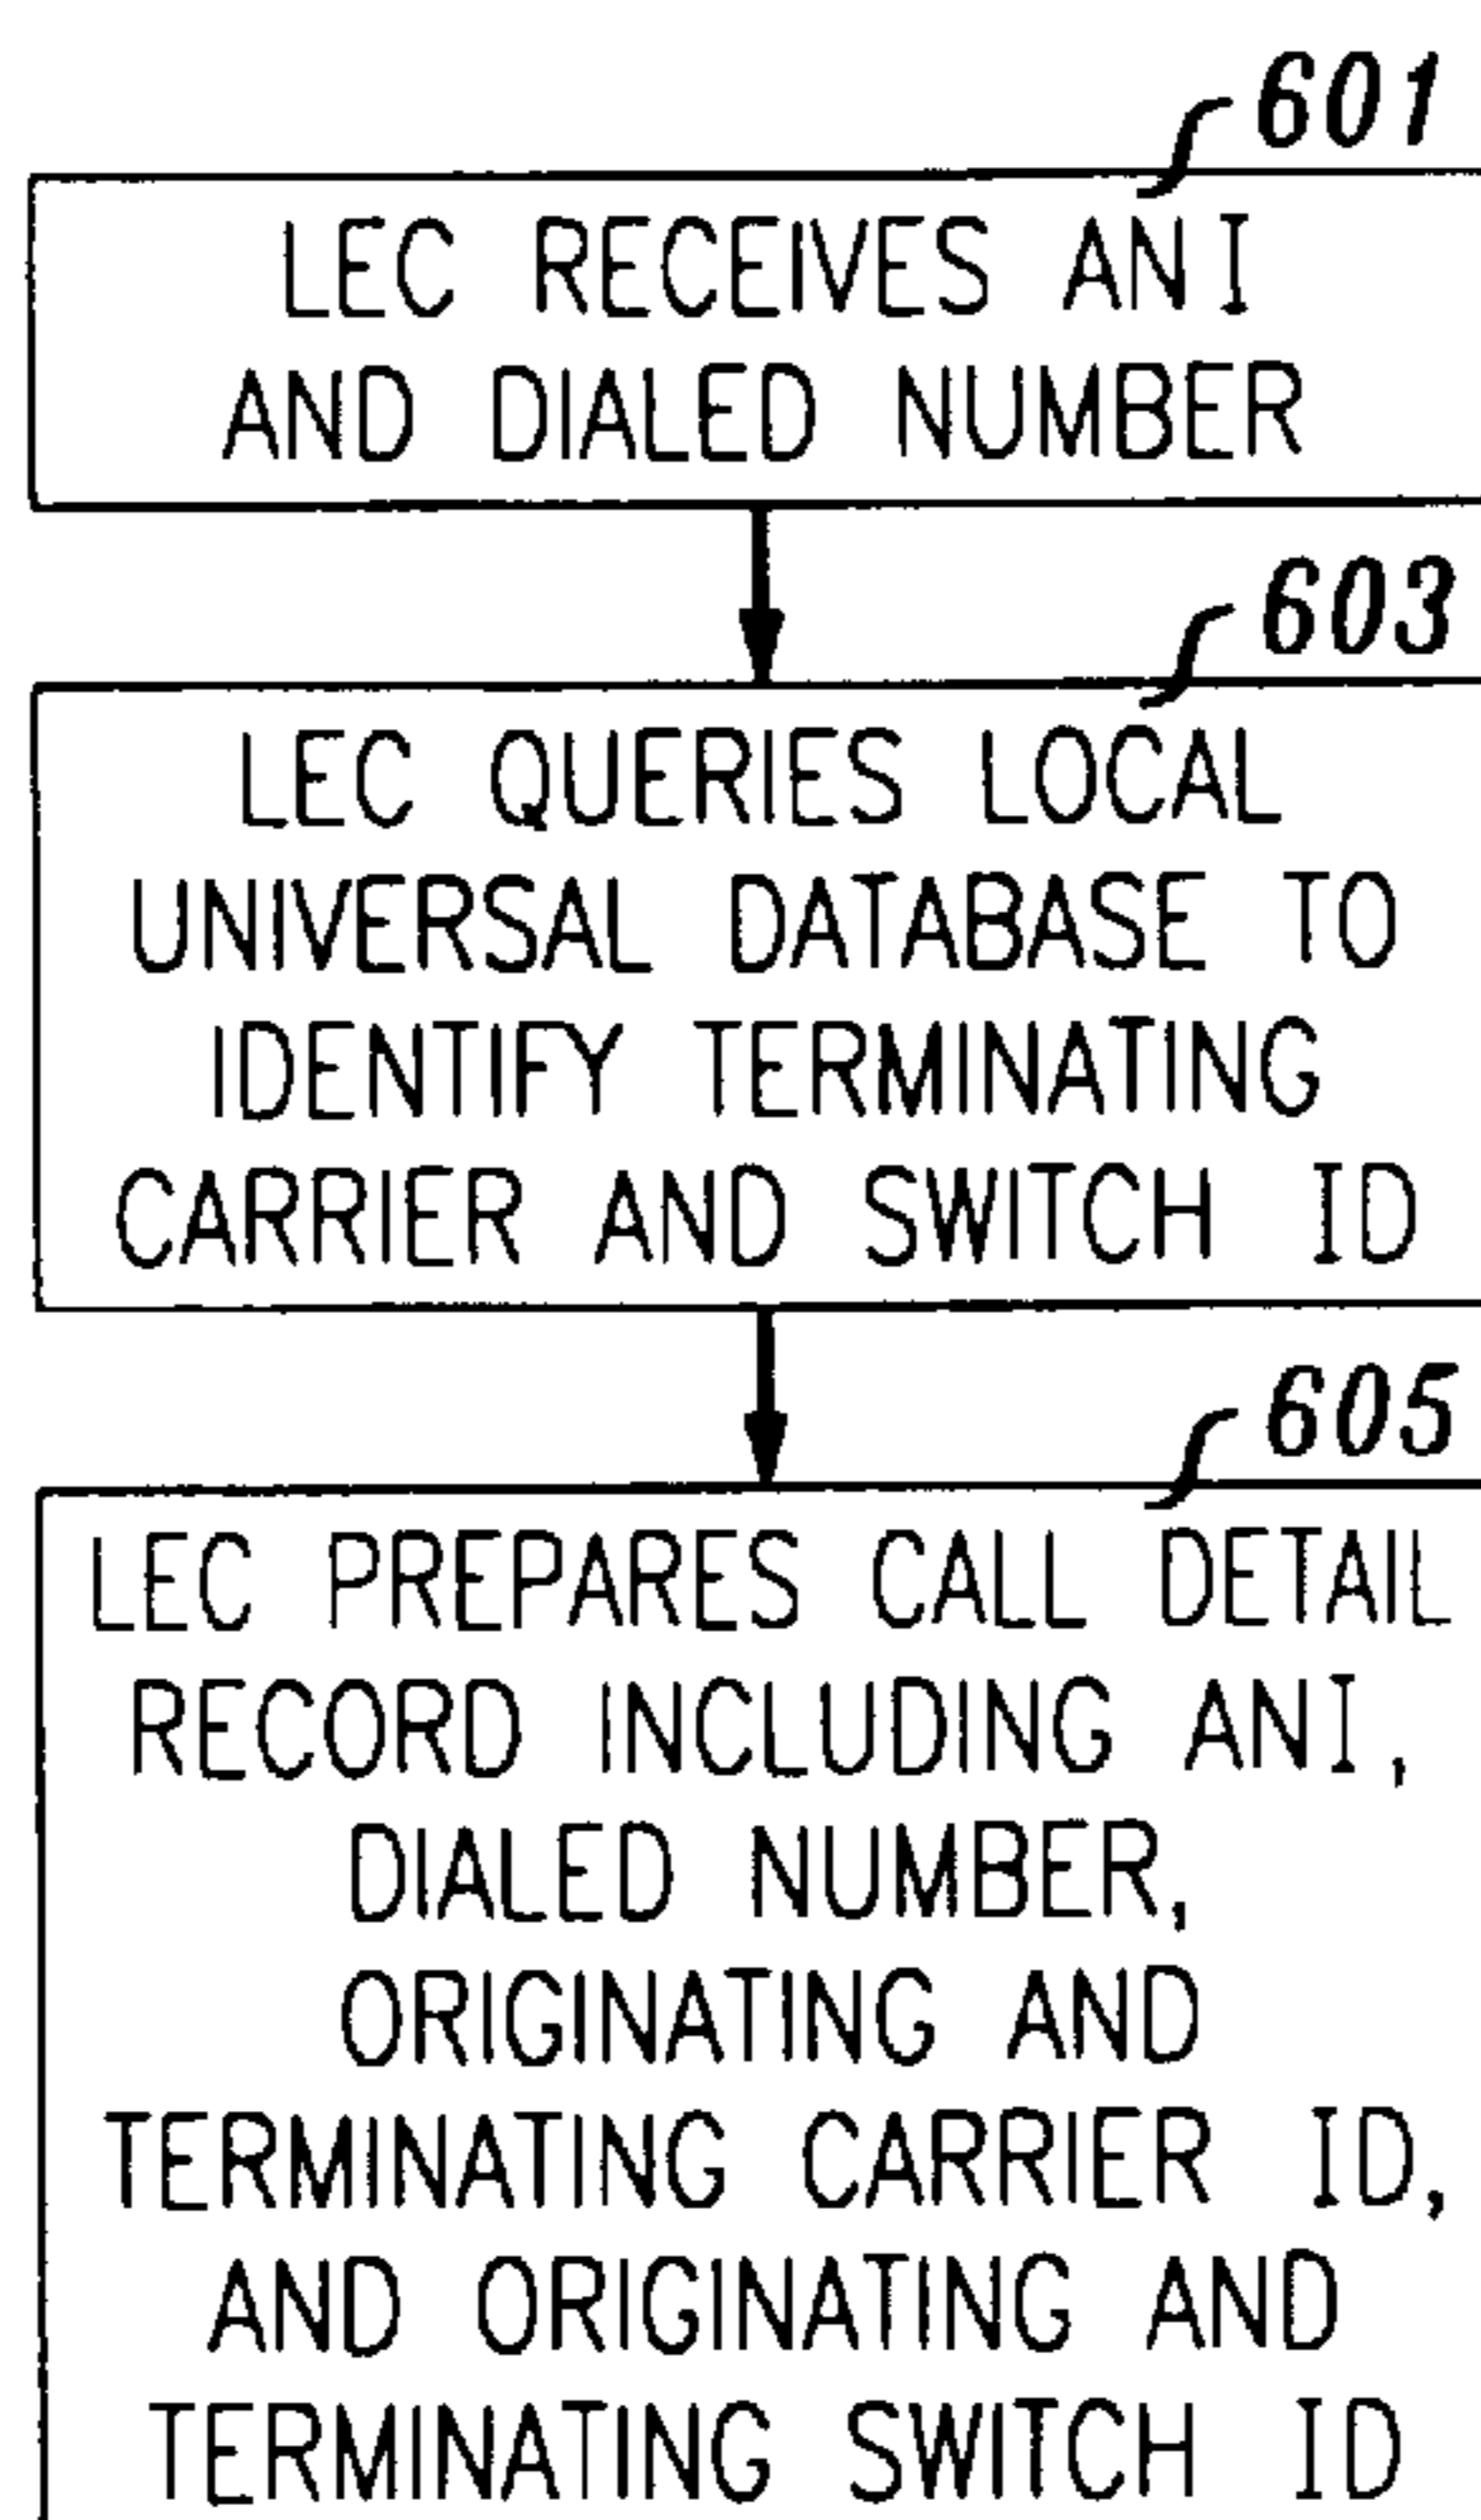 601
LEC RECEIVES ANI
AND DIALED NUMBER
603
LEC QUERIES LOCAL
UNIVERSAL DATABASE TO
IDENTIFY TERMINATING
CARRIER AND SWITCH ID
605
LEC PREPARES CALL DETAIL
RECORD INCLUDING ANI,
DIALED NUMBER,
ORIGINATING AND
TERMINATING CARRIER ID,
AND ORIGINATING AND
TERMINATING SWITCH ID